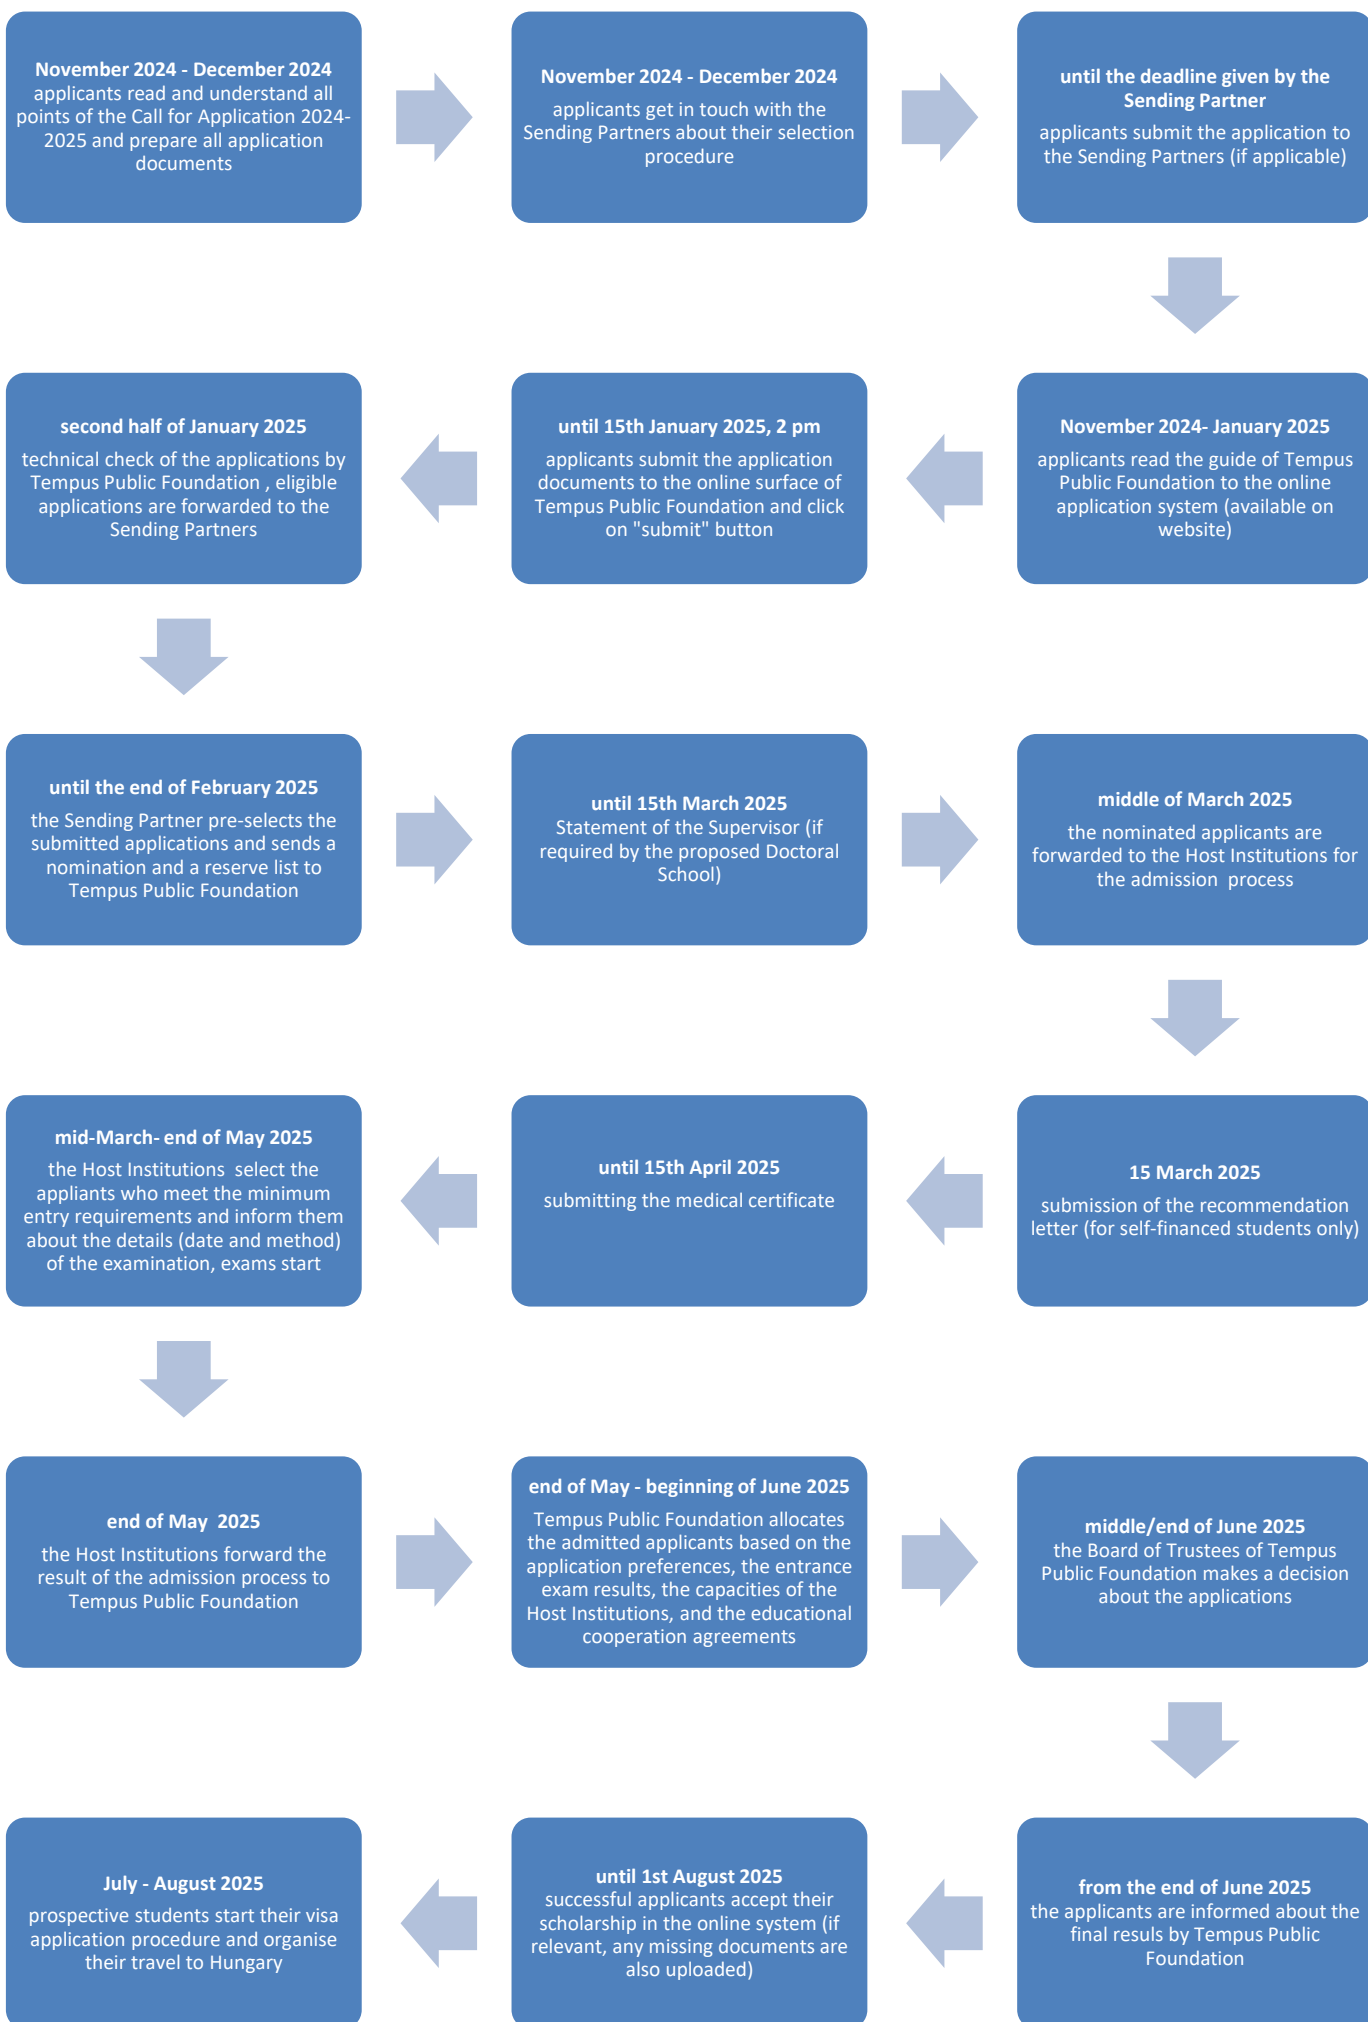 November 2024 - December 2024
applicants read and understand all
points of the Call for Application 2024-
2025 and prepare all application
documents
November 2024 - December 2024
applicants get in touch with the
Sending Partners about their selection
procedure
until the deadline given by the
Sending Partner
applicants submit the application to
the Sending Partners (if applicable)
November 2024- January 2025
applicants read the guide of Tempus
Public Foundation to the online
application system (available on
website)
until 15th January 2025, 2 pm
applicants submit the application
documents to the online surface of
Tempus Public Foundation and click
on "submit" button
second half of January 2025
technical check of the applications by
Tempus Public Foundation , eligible
applications are forwarded to the
Sending Partners
until the end of February 2025
the Sending Partner pre-selects the
submitted applications and sends a
nomination and a reserve list to
Tempus Public Foundation
until 15th March 2025
Statement of the Supervisor (if
required by the proposed Doctoral
School)
middle of March 2025
the nominated applicants are
forwarded to the Host Institutions for
the admission process
15 March 2025
submission of the recommendation
letter (for self-financed students only)
until 15th April 2025
submitting the medical certificate
mid-March- end of May 2025
the Host Institutions select the
appliants who meet the minimum
entry requirements and inform them
about the details (date and method)
of the examination, exams start
end of May 2025
the Host Institutions forward the
result of the admission process to
Tempus Public Foundation
end of May - beginning of June 2025
Tempus Public Foundation allocates
the admitted applicants based on the
application preferences, the entrance
exam results, the capacities of the
Host Institutions, and the educational
cooperation agreements
middle/end of June 2025
the Board of Trustees of Tempus
Public Foundation makes a decision
about the applications
from the end of June 2025
the applicants are informed about the
final resuls by Tempus Public
Foundation
until 1st August 2025
successful applicants accept their
scholarship in the online system (if
relevant, any missing documents are
also uploaded)
July - August 2025
prospective students start their visa
application procedure and organise
their travel to Hungary